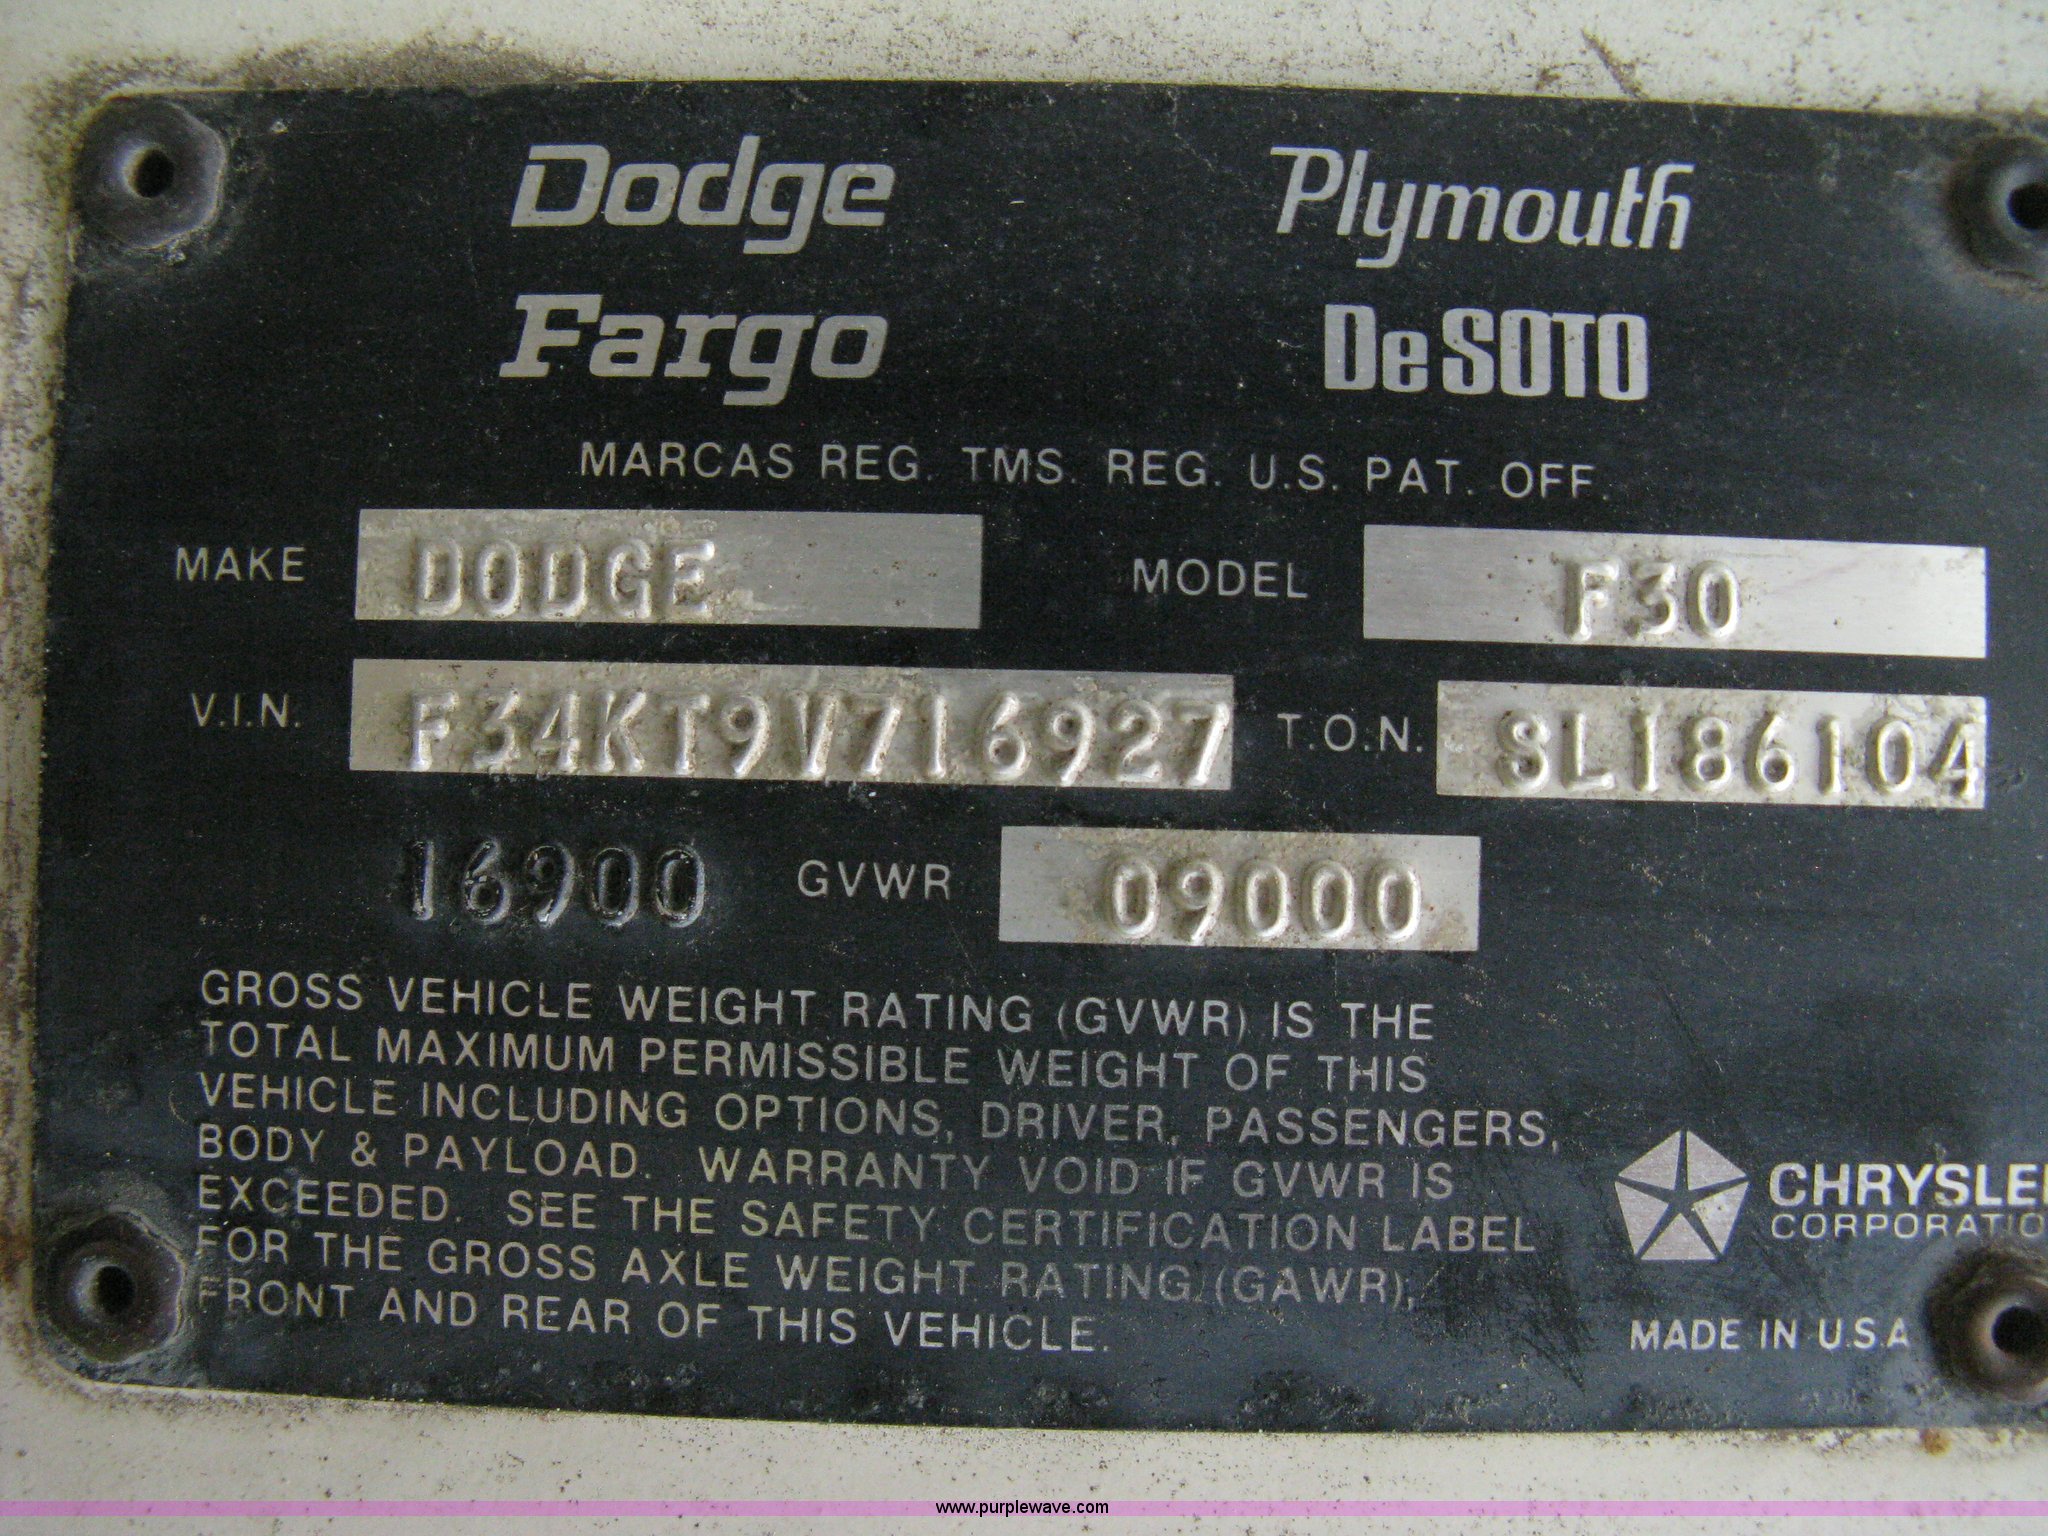 Dodge Plymouth
Fargo DeSOTO
MARCAS REG. TMS. REG. U.S. PAT. OFF.
MAKE DODGE MODEL F30
V.I.N. F34KT9V716927 T.O.N. SL186104
16900 GVWR 09000
GROSS VEHICLE WEIGHT RATING (GVWR) IS THE
TOTAL MAXIMUM PERMISSIBLE WEIGHT OF THIS
VEHICLE INCLUDING OPTIONS, DRIVER, PASSENGERS,
BODY & PAYLOAD. WARRANTY VOID IF GVWR IS
EXCEEDED. SEE THE SAFETY CERTIFICATION LABEL
FOR THE GROSS AXLE WEIGHT RATING (GAWR),
FRONT AND REAR OF THIS VEHICLE.
CHRYSLER
CORPORATIO
MADE IN U.S.A
www.purplewave.com